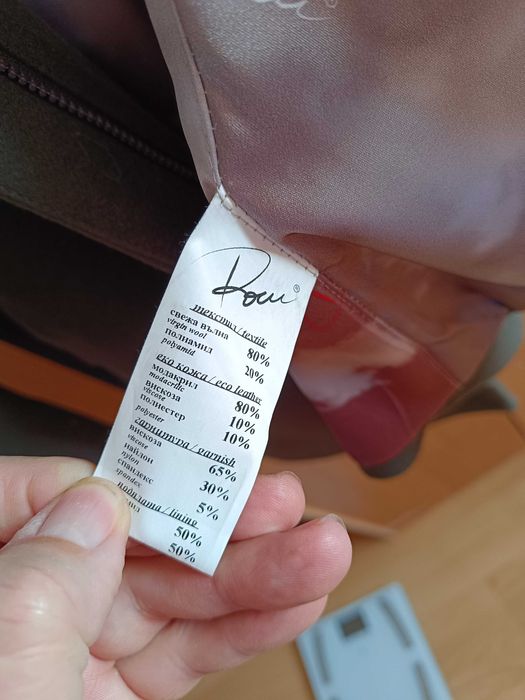 Роси®
текстил / textile
свежа вълна 80%
virgin wool
полиамид 20%
polyamid
еко кожа / eco leather
модакрил 80%
modacrilic
вискоза 10%
viscose
полиестер 10%
polyester
гарнитура / garnish
вискоза 65%
viscose
найлон 30%
nylon
спандекс 5%
spandex
подплата / lining
50%
50%